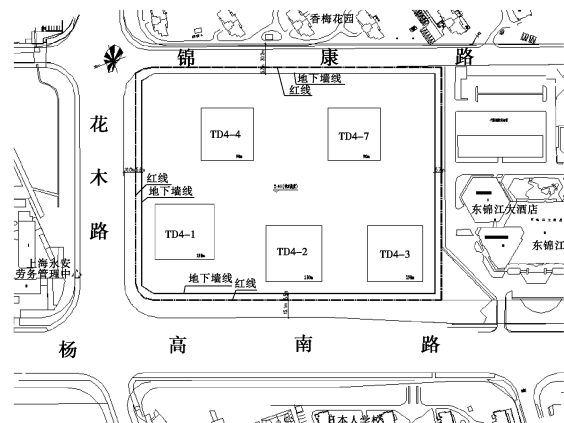 香梅花园
锦 康 路
地下墙线
红线
花木路
TD4-4
TD4-7
红线
地下墙线
TD4-1
TD4-2
TD4-3
东锦江大酒店
东锦江
上海永安
劳务管理中心
地下墙线
红线
杨 高 南 路
日本人学校